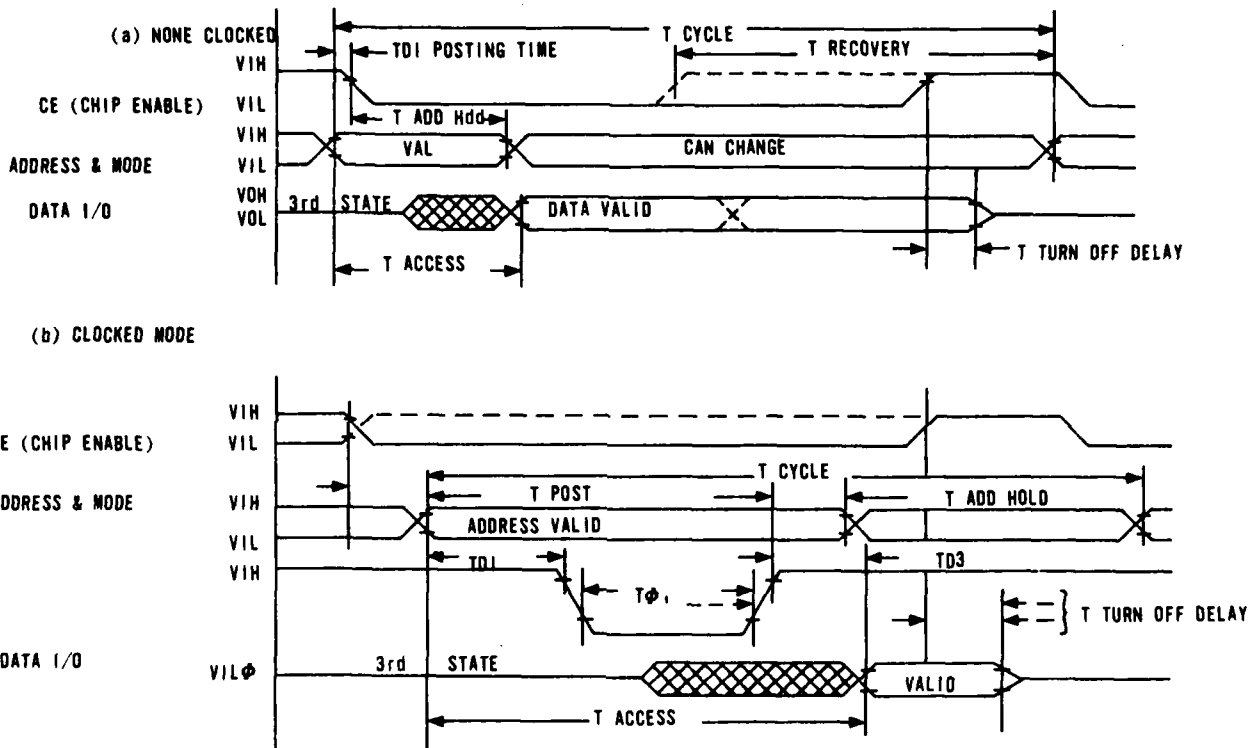 (a) NONE CLOCKED
T CYCLE
TDI POSTING TIME
T RECOVERY
VIH
CE (CHIP ENABLE)
VIL
T ADD Hdd
VIH
VAL
CAN CHANGE
ADDRESS & MODE
VIL
VOH
3rd STATE
DATA VALID
DATA I/O
VOL
T ACCESS
T TURN OFF DELAY
(b) CLOCKED MODE
VIH
E (CHIP ENABLE)
VIL
T CYCLE
DDRESS & MODE
VIH
T POST
T ADD HOLD
ADDRESS VALID
VIL
VIH
TDI
TD3
TΦ₁
T TURN OFF DELAY
DATA I/O
VILΦ
3rd STATE
VALID
T ACCESS